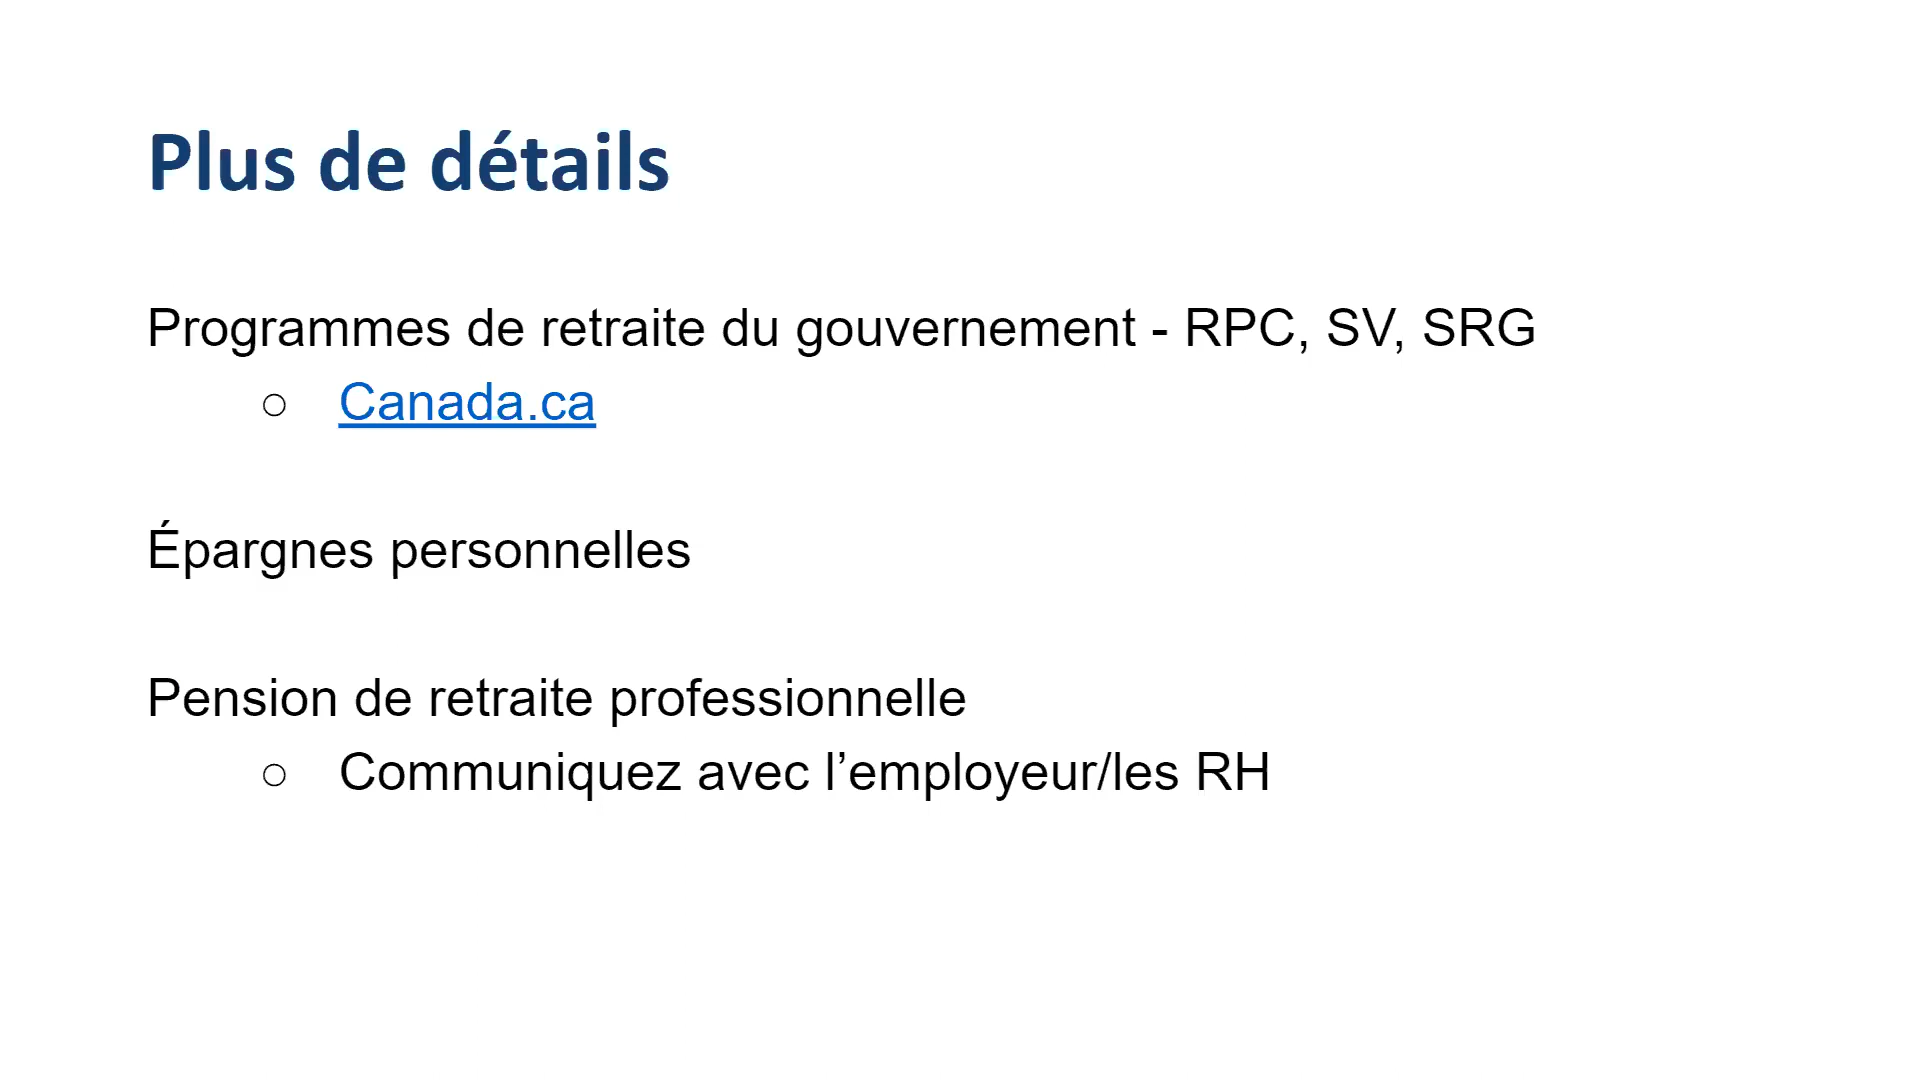 Plus de détails
Programmes de retraite du gouvernement - RPC, SV, SRG
○ Canada.ca
Épargnes personnelles
Pension de retraite professionnelle
○ Communiquez avec l’employeur/les RH